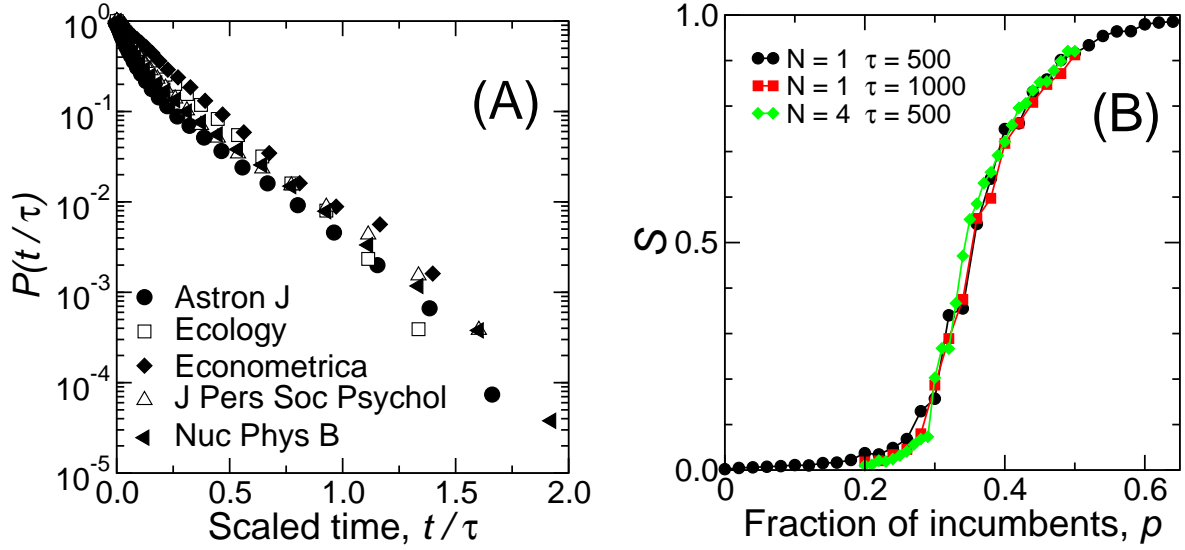 10⁰
10⁻¹
10⁻²
10⁻³
10⁻⁴
10⁻⁵
P(t/τ)
(A)
Astron J
Ecology
Econometrica
J Pers Soc Psychol
Nuc Phys B
0.0 0.5 1.0 1.5 2.0
Scaled time, t/τ
1.0
0.5
0.0
S
N = 1 τ = 500
N = 1 τ = 1000
N = 4 τ = 500
(B)
0 0.2 0.4 0.6
Fraction of incumbents, p